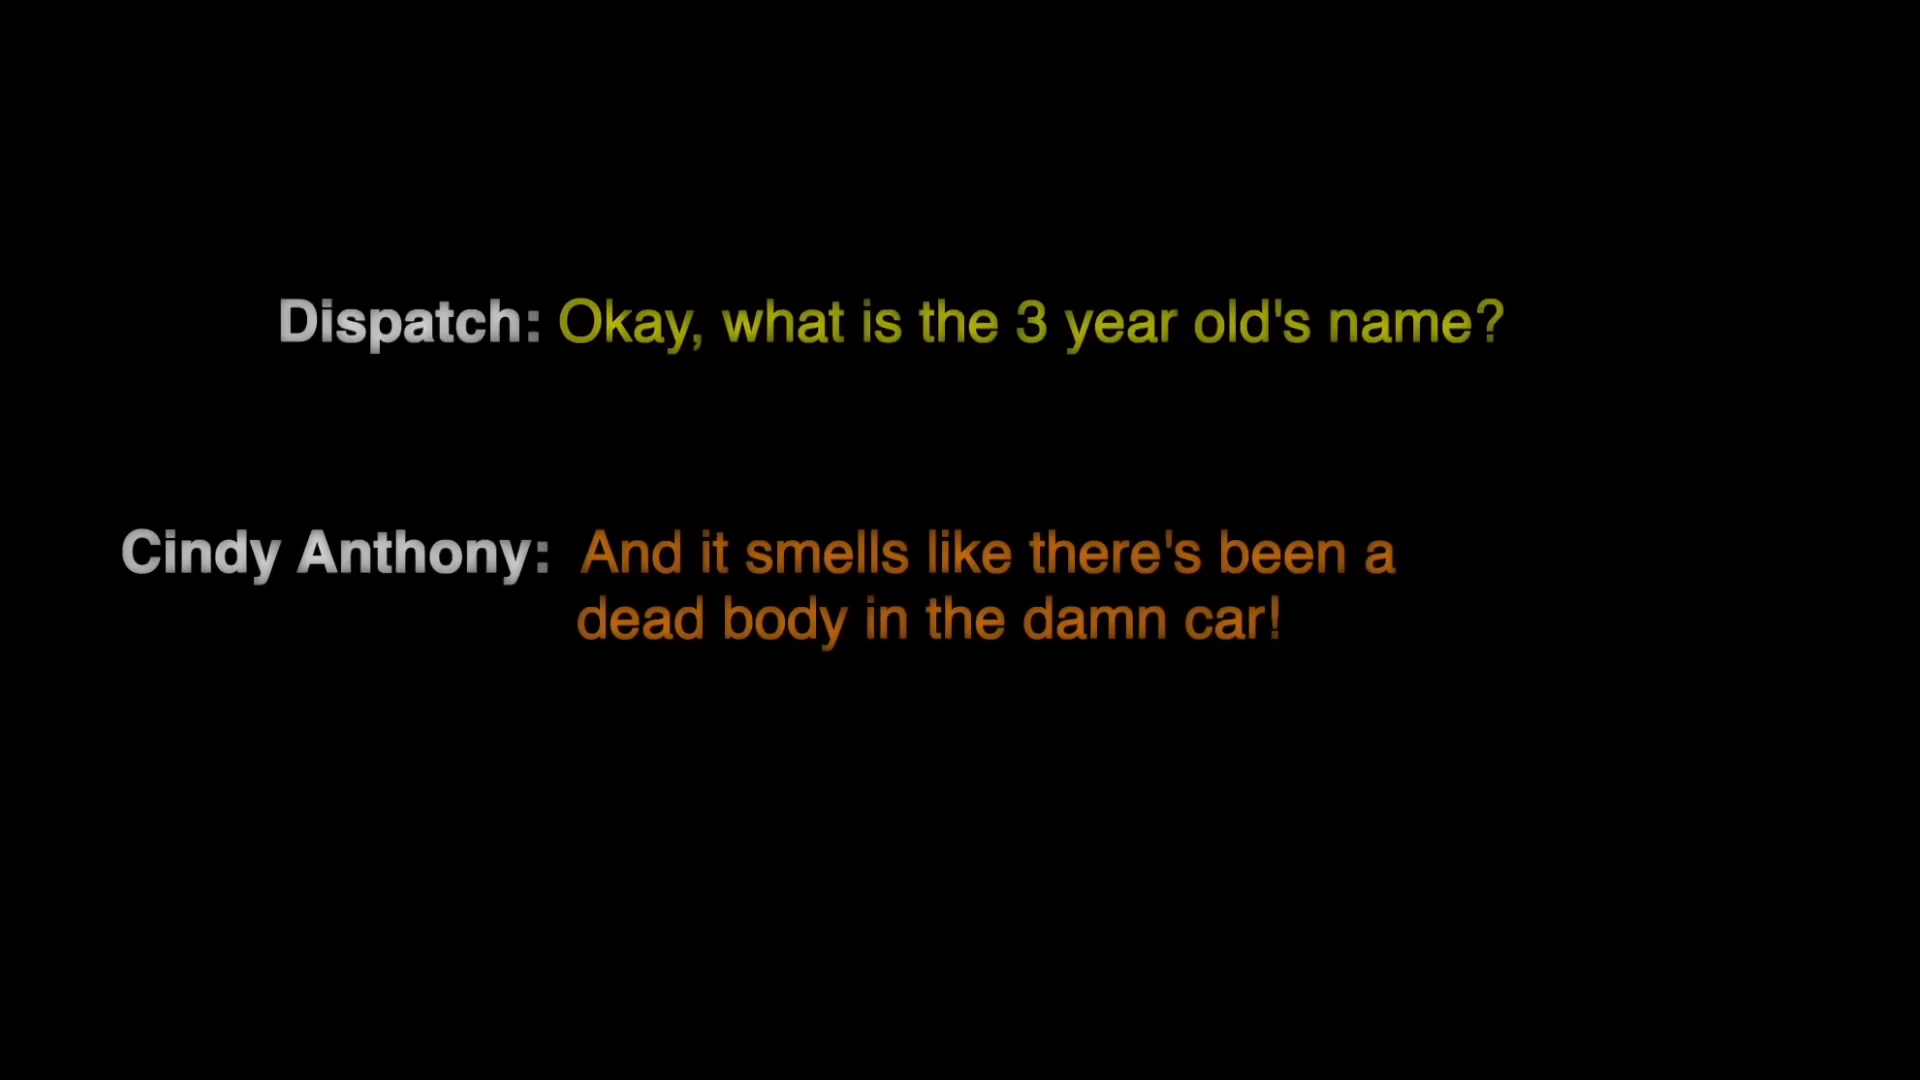 Dispatch: Okay, what is the 3 year old's name?
Cindy Anthony: And it smells like there's been a
dead body in the damn car!